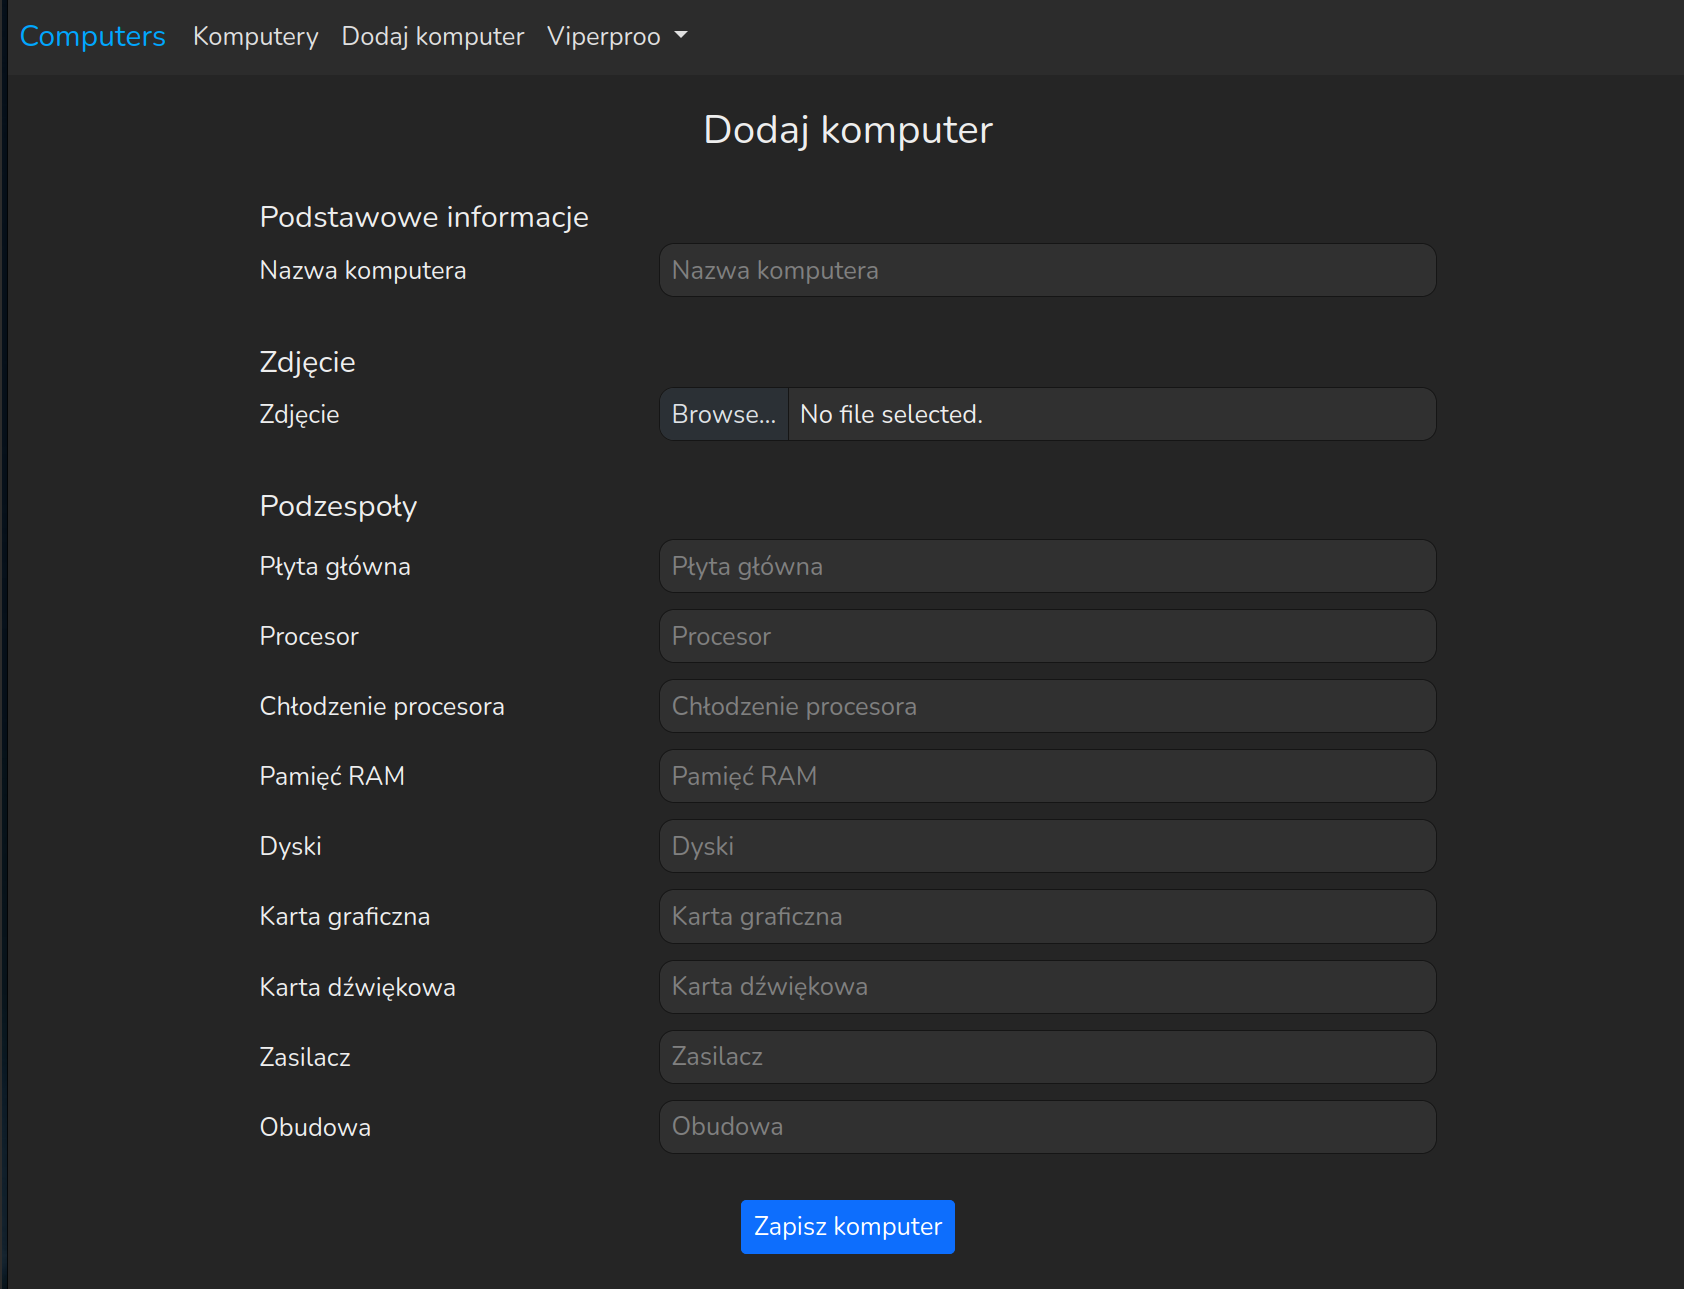 Computers Komputery Dodaj komputer Viperproo
Dodaj komputer
Podstawowe informacje
Nazwa komputera Nazwa komputera
Zdjęcie
Zdjęcie Browse... No file selected.
Podzespoły
Płyta główna Płyta główna
Procesor Procesor
Chłodzenie procesora Chłodzenie procesora
Pamięć RAM Pamięć RAM
Dyski Dyski
Karta graficzna Karta graficzna
Karta dźwiękowa Karta dźwiękowa
Zasilacz Zasilacz
Obudowa Obudowa
Zapisz komputer